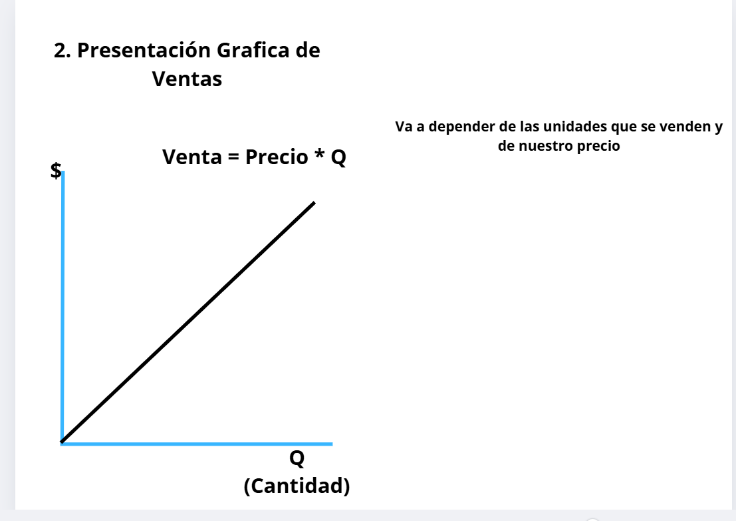 2. Presentación Grafica de
Ventas
Va a depender de las unidades que se venden y
de nuestro precio
Venta = Precio * Q
$
Q
(Cantidad)